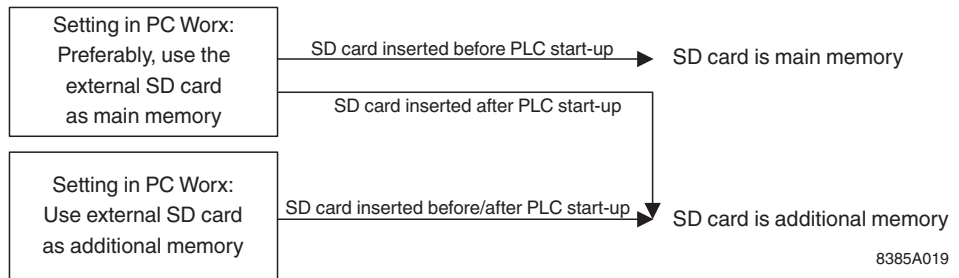 Setting in PC Worx:
Preferably, use the
external SD card
as main memory
SD card inserted before PLC start-up
SD card is main memory
SD card inserted after PLC start-up
Setting in PC Worx:
Use external SD card
as additional memory
SD card inserted before/after PLC start-up
SD card is additional memory
8385A019